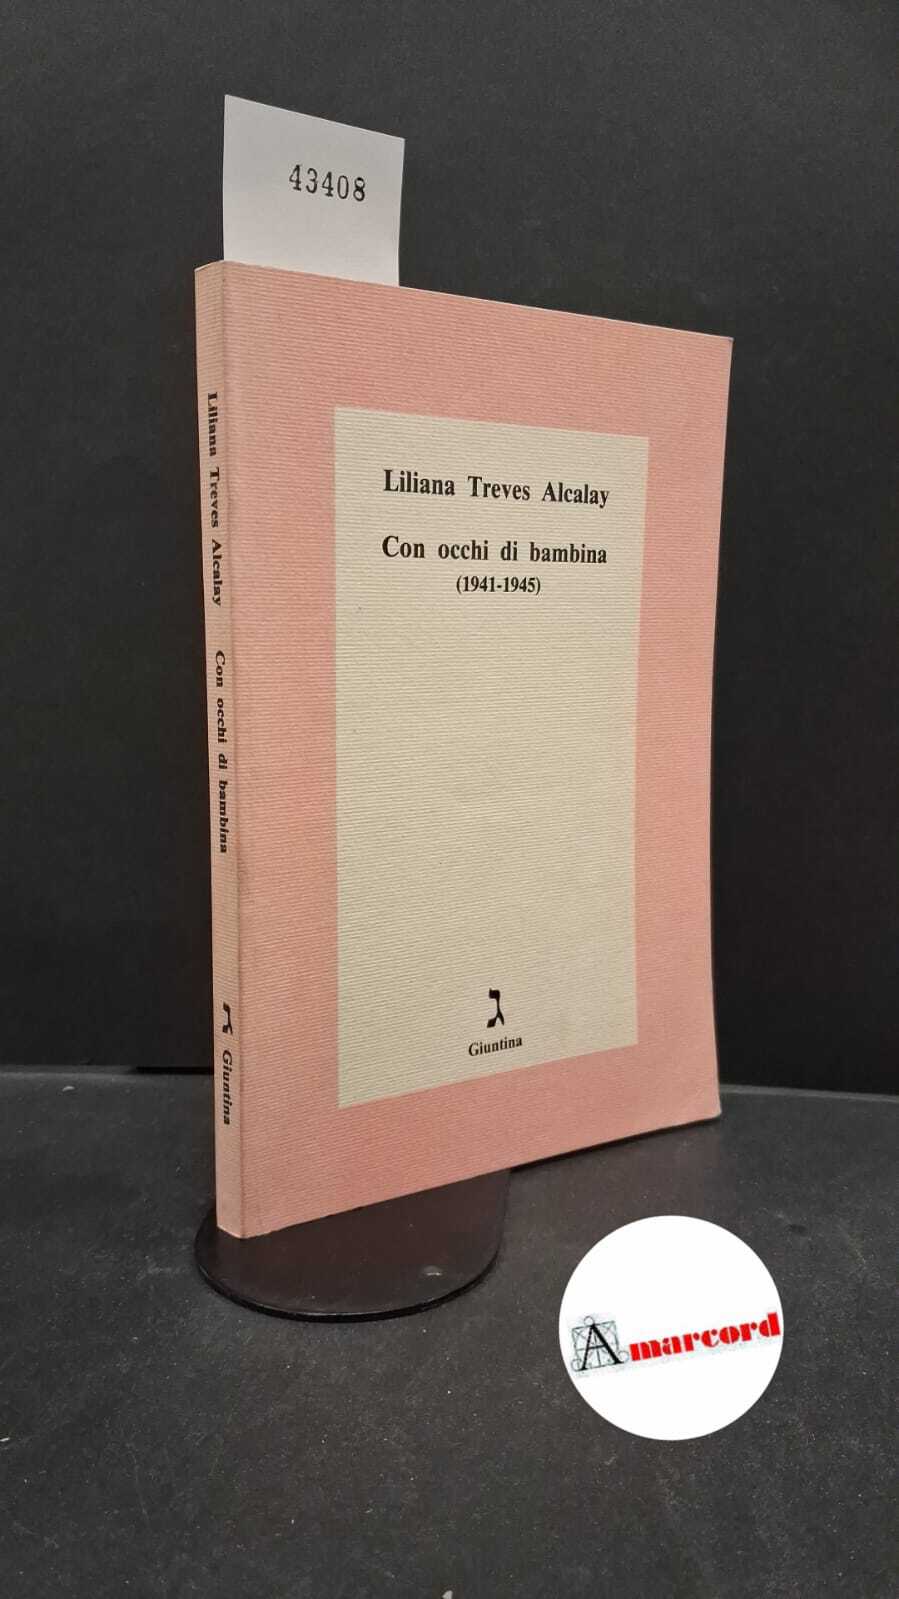 43408
Liliana Treves Alcalay
Con occhi di bambina
(1941-1945)
ג
Giuntina
Liliana Treves Alcalay Con occhi di bambina ג Giuntina
Amarcord